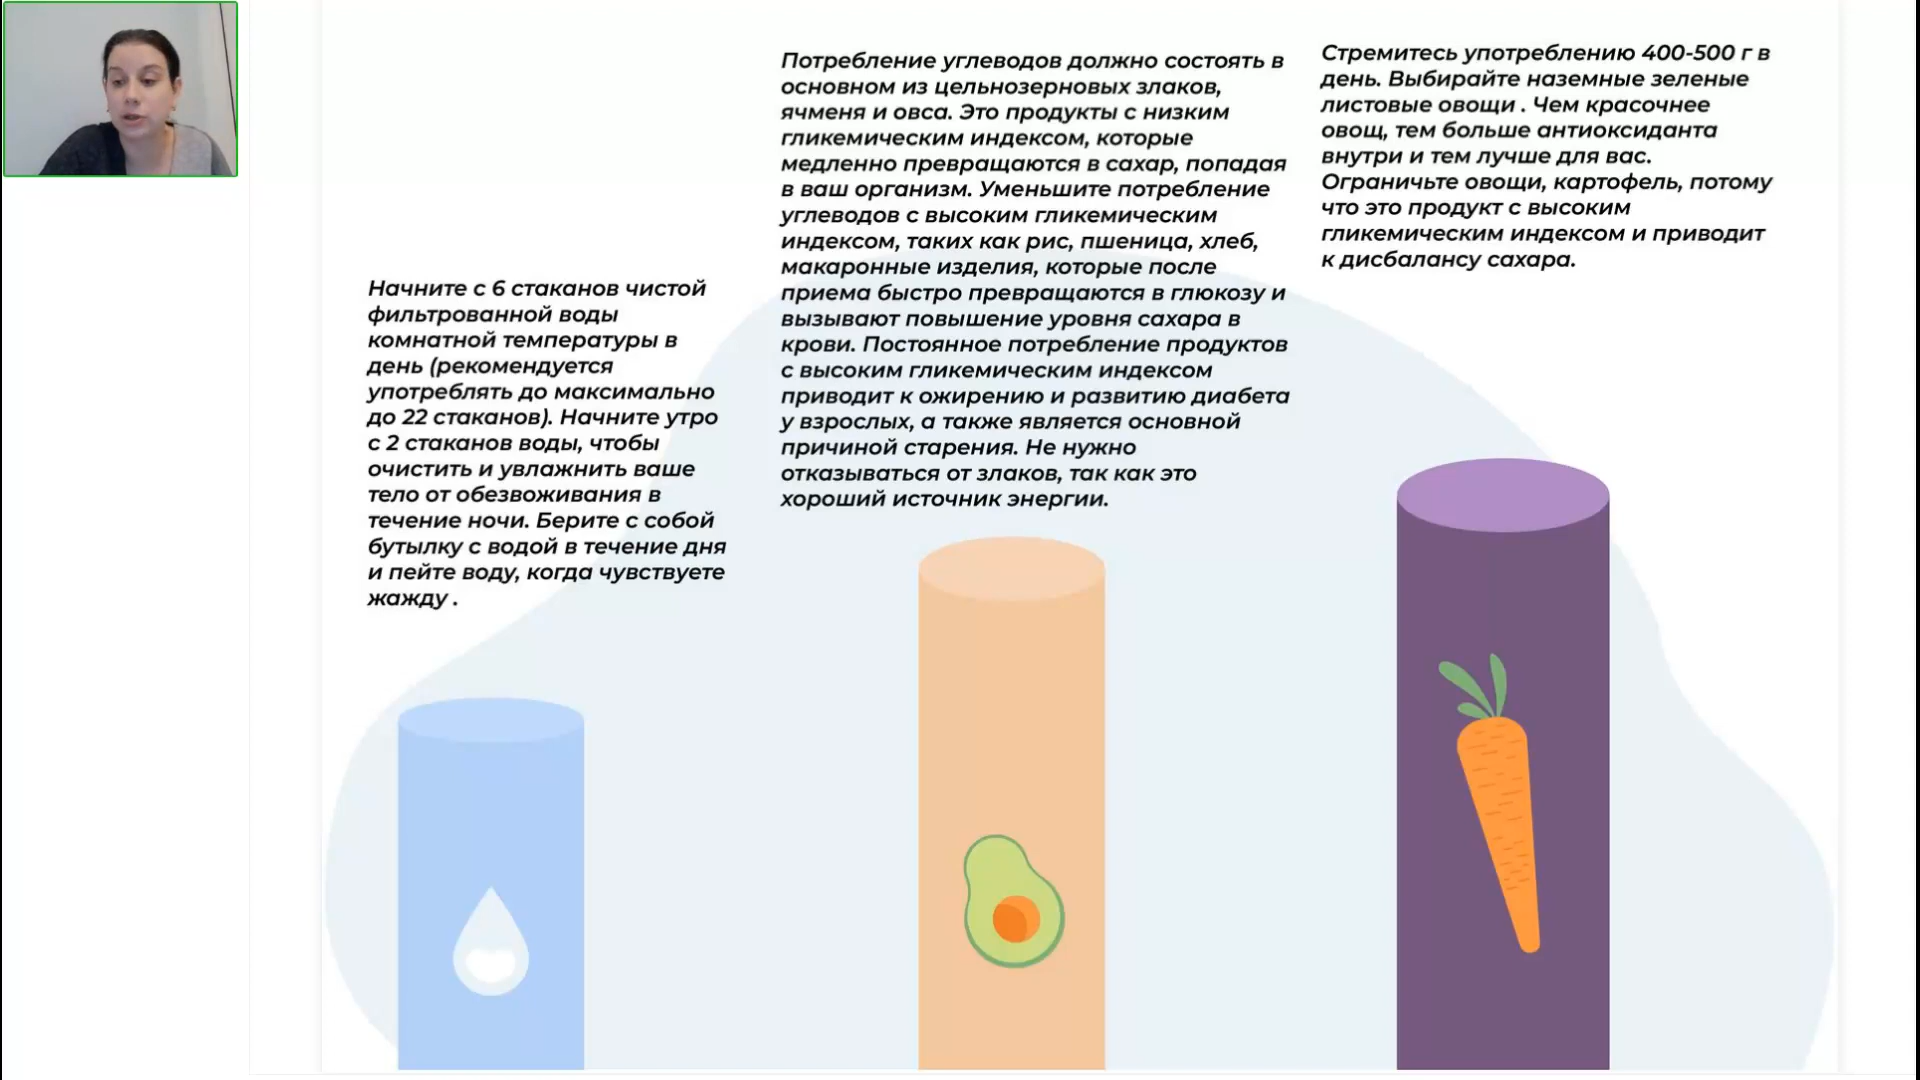 Начните с 6 стаканов чистой
фильтрованной воды
комнатной температуры в
день (рекомендуется
употреблять до максимально
до 22 стаканов). Начните утро
с 2 стаканов воды, чтобы
очистить и увлажнить ваше
тело от обезвоживания в
течение ночи. Берите с собой
бутылку с водой в течение дня
и пейте воду, когда чувствуете
жажду .
Потребление углеводов должно состоять в
основном из цельнозерновых злаков,
ячменя и овса. Это продукты с низким
гликемическим индексом, которые
медленно превращаются в сахар, попадая
в ваш организм. Уменьшите потребление
углеводов с высоким гликемическим
индексом, таких как рис, пшеница, хлеб,
макаронные изделия, которые после
приема быстро превращаются в глюкозу и
вызывают повышение уровня сахара в
крови. Постоянное потребление продуктов
с высоким гликемическим индексом
приводит к ожирению и развитию диабета
у взрослых, а также является основной
причиной старения. Не нужно
отказываться от злаков, так как это
хороший источник энергии.
Стремитесь употреблению 400-500 г в
день. Выбирайте наземные зеленые
листовые овощи . Чем красочнее
овощ, тем больше антиоксиданта
внутри и тем лучше для вас.
Ограничьте овощи, картофель, потому
что это продукт с высоким
гликемическим индексом и приводит
к дисбалансу сахара.